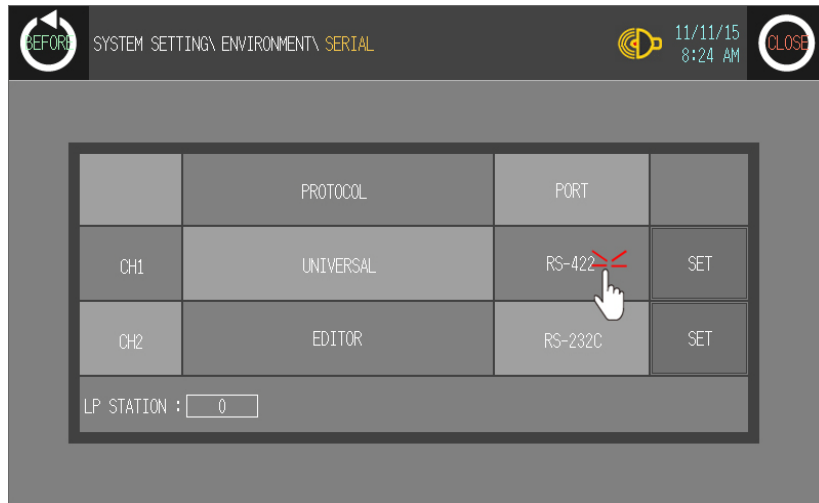 BEFORE
SYSTEM SETTING\ ENVIRONMENT\ SERIAL
11/11/15
8:24 AM
CLOSE
PROTOCOL PORT
CH1 UNIVERSAL RS-422 SET
CH2 EDITOR RS-232C SET
LP STATION : 0